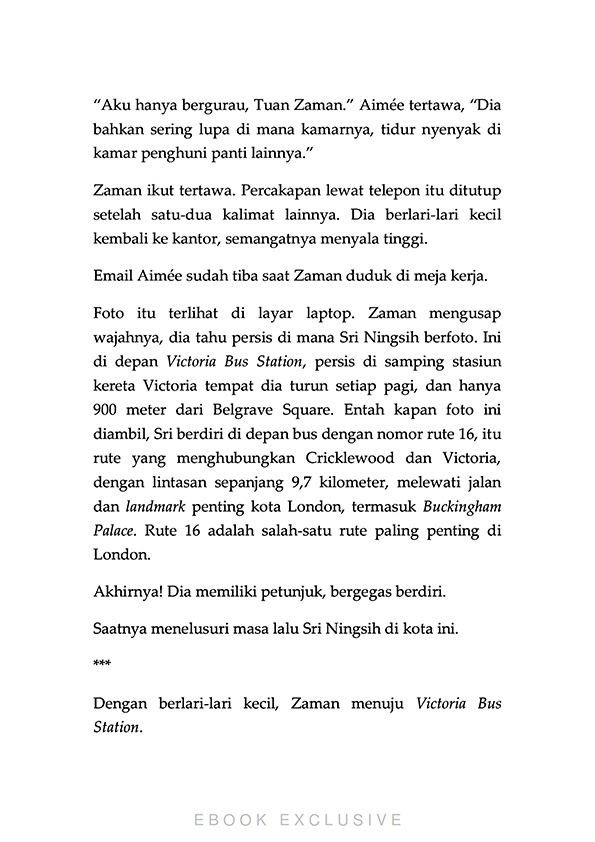 “Aku hanya bergurau, Tuan Zaman.” Aimée tertawa, “Dia
bahkan sering lupa di mana kamarnya, tidur nyenyak di
kamar penghuni panti lainnya.”
Zaman ikut tertawa. Percakapan lewat telepon itu ditutup
setelah satu-dua kalimat lainnya. Dia berlari-lari kecil
kembali ke kantor, semangatnya menyala tinggi.
Email Aimée sudah tiba saat Zaman duduk di meja kerja.
Foto itu terlihat di layar laptop. Zaman mengusap
wajahnya, dia tahu persis di mana Sri Ningsih berfoto. Ini
di depan Victoria Bus Station, persis di samping stasiun
kereta Victoria tempat dia turun setiap pagi, dan hanya
900 meter dari Belgrave Square. Entah kapan foto ini
diambil, Sri berdiri di depan bus dengan nomor rute 16, itu
rute yang menghubungkan Cricklewood dan Victoria,
dengan lintasan sepanjang 9,7 kilometer, melewati jalan
dan landmark penting kota London, termasuk Buckingham
Palace. Rute 16 adalah salah-satu rute paling penting di
London.
Akhirnya! Dia memiliki petunjuk, bergegas berdiri.
Saatnya menelusuri masa lalu Sri Ningsih di kota ini.
***
Dengan berlari-lari kecil, Zaman menuju Victoria Bus
Station.
EBOOK EXCLUSIVE